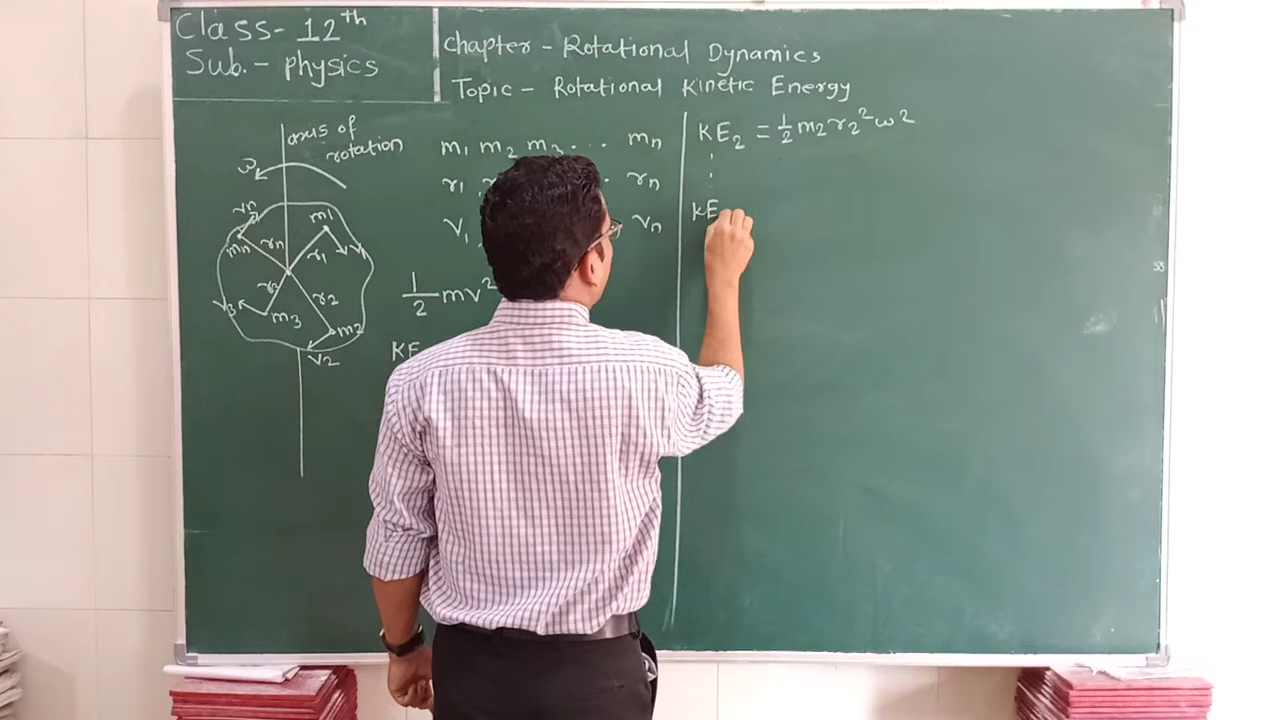 Class- 12th
Sub.- physics
Chapter - Rotational Dynamics
Topic - Rotational Kinetic Energy
axis of
rotation
ω
vn
m1
mn
rn
r1
v1
r3
r2
v3
m3
m2
v2
m1 m2 m3 . . . mn
r1 . rn
v1 vn
1/2 mv2
KE
KE2 = 1/2 m2 r2² ω2
KE